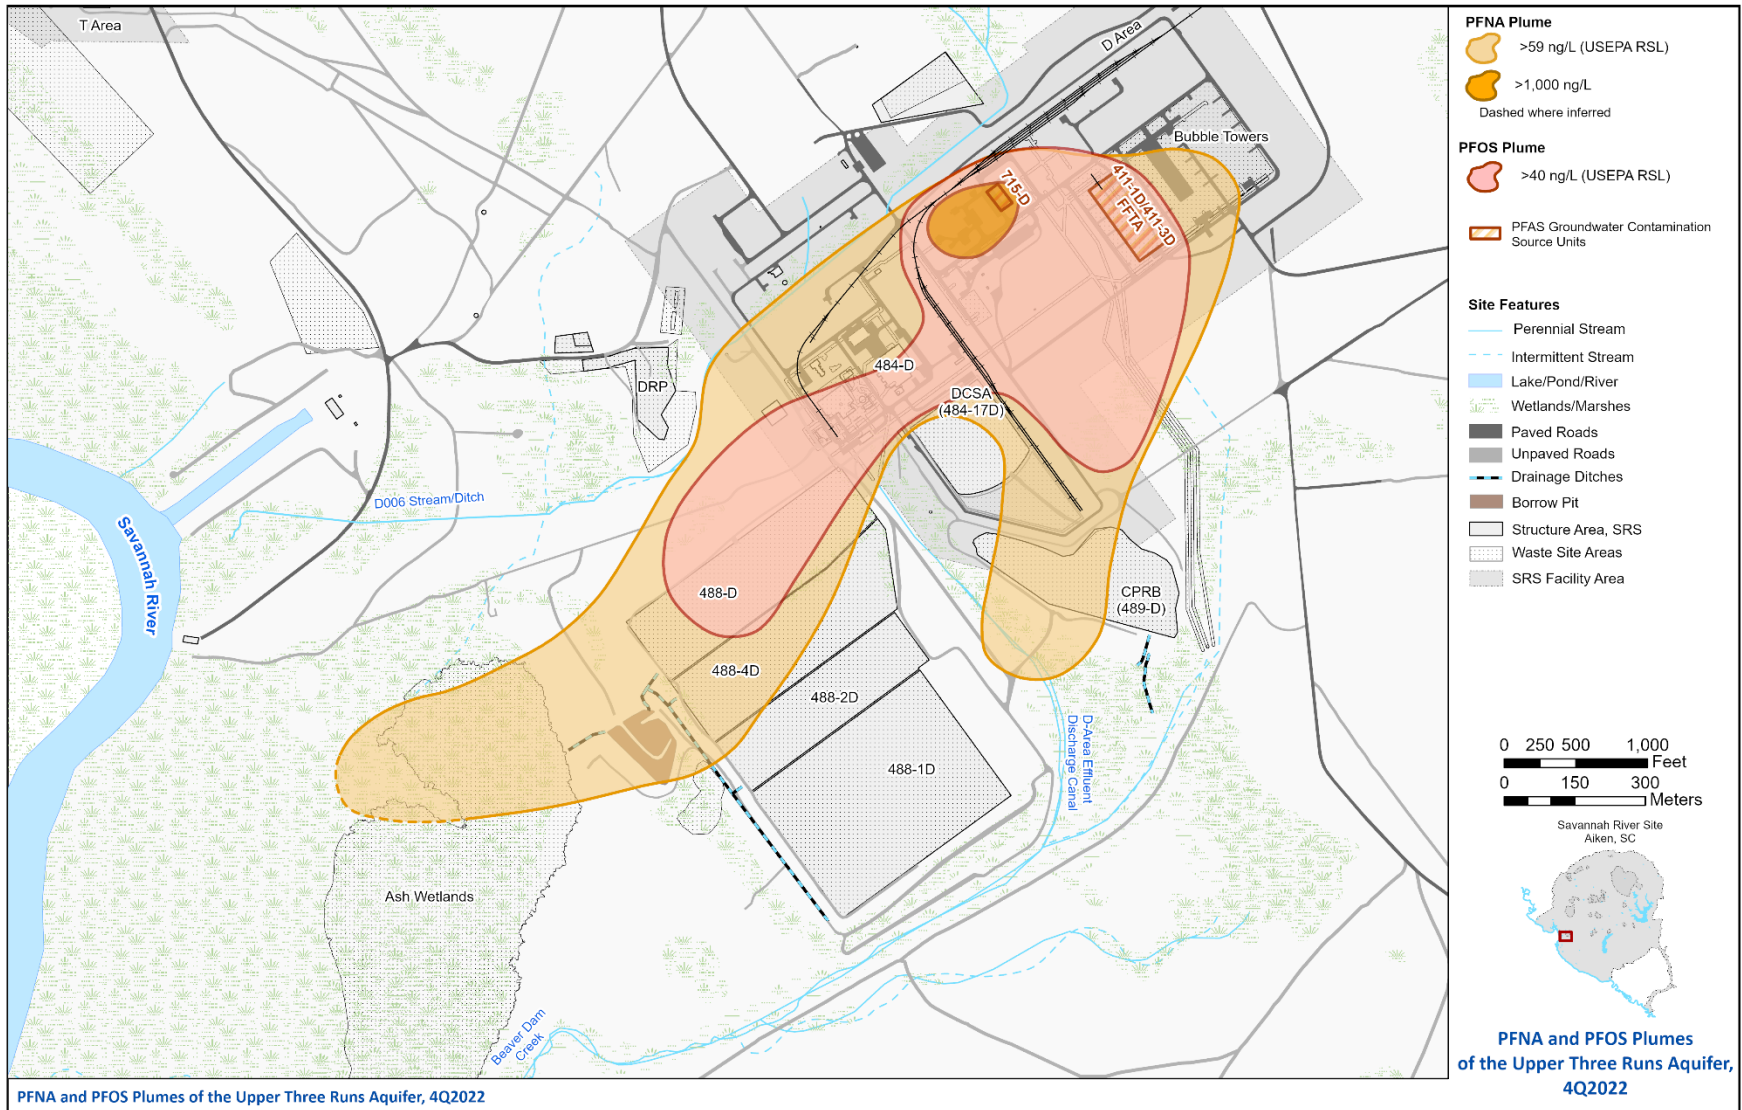 T Area
D Area
Bubble Towers
715-D
411-1D/411-3D
FFTA
484-D
DCSA
(484-17D)
DRP
D006 Stream/Ditch
Savannah River
488-D
CPRB
(489-D)
488-4D
488-2D
488-1D
D-Area Effluent
Discharge Canal
Ash Wetlands
Beaver Dam
Creek
PFNA and PFOS Plumes of the Upper Three Runs Aquifer, 4Q2022
PFNA Plume
>59 ng/L (USEPA RSL)
>1,000 ng/L
Dashed where inferred
PFOS Plume
>40 ng/L (USEPA RSL)
PFAS Groundwater Contamination
Source Units
Site Features
Perennial Stream
Intermittent Stream
Lake/Pond/River
Wetlands/Marshes
Paved Roads
Unpaved Roads
Drainage Ditches
Borrow Pit
Structure Area, SRS
Waste Site Areas
SRS Facility Area
0 250 500 1,000
Feet
0 150 300
Meters
Savannah River Site
Aiken, SC
PFNA and PFOS Plumes
of the Upper Three Runs Aquifer,
4Q2022